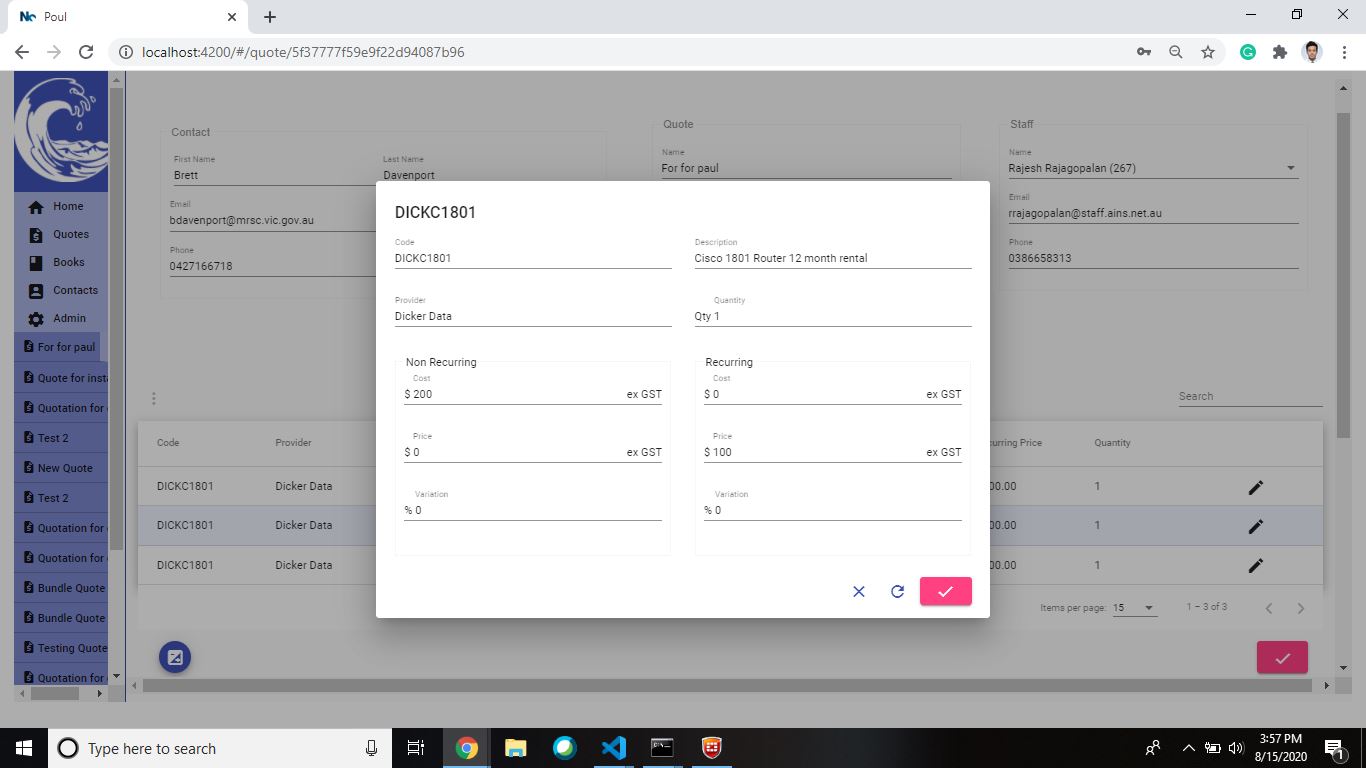 Poul
localhost:4200/#/quote/5f37777f59e9f22d94087b96
Home
Quotes
Books
Contacts
Admin
For for paul
Quote for insta
Quotation for
Test 2
New Quote
Test 2
Quotation for
Quotation for
Bundle Quote
Bundle Quote
Testing Quote
Quotation for
Contact
First Name
Brett
Last Name
Davenport
Email
bdavenport@mrsc.vic.gov.au
Phone
0427166718
Quote
Name
For for paul
Staff
Name
Rajesh Rajagopalan (267)
Email
rrajagopalan@staff.ains.net.au
Phone
0386658313
Search
Code Provider urring Price Quantity
DICKC1801 Dicker Data 00.00 1
DICKC1801 Dicker Data 00.00 1
DICKC1801 Dicker Data 00.00 1
Items per page: 15 1 – 3 of 3
DICKC1801
Code
DICKC1801
Description
Cisco 1801 Router 12 month rental
Provider
Dicker Data
Quantity
Qty 1
Non Recurring
Cost
$ 200 ex GST
Price
$ 0 ex GST
Variation
% 0
Recurring
Cost
$ 0 ex GST
Price
$ 100 ex GST
Variation
% 0
Type here to search
3:57 PM
8/15/2020
1